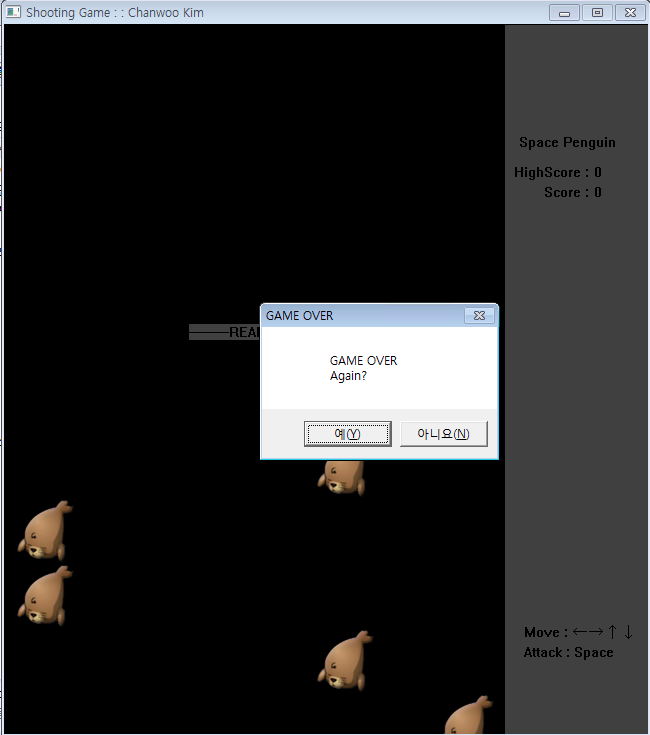 Shooting Game : : Chanwoo Kim
Space Penguin
HighScore : 0
Score : 0
GAME OVER
GAME OVER
Again?
예(Y)
아니요(N)
Move : ←→↑↓
Attack : Space